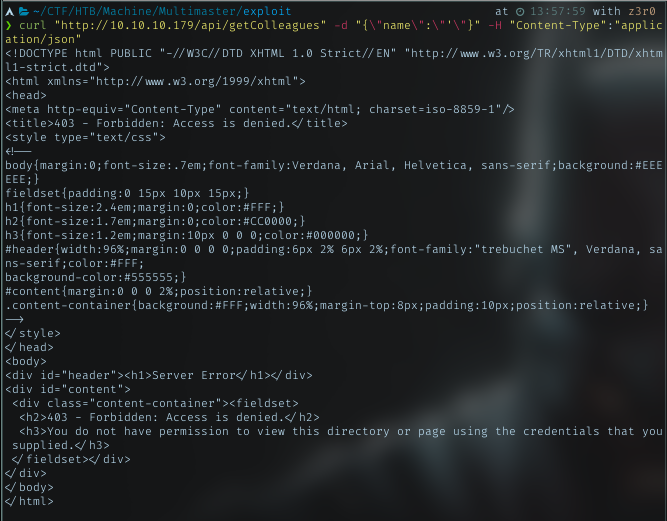 ~/CTF/HTB/Machine/Multimaster/exploit at 13:57:59 with z3r0
❯ curl "http://10.10.10.179/api/getColleagues" -d "{\"name\":\"'\"}" -H "Content-Type":"applic
ation/json"
<!DOCTYPE html PUBLIC "-//W3C//DTD XHTML 1.0 Strict//EN" "http://www.w3.org/TR/xhtml1/DTD/xhtm
l1-strict.dtd">
<html xmlns="http://www.w3.org/1999/xhtml">
<head>
<meta http-equiv="Content-Type" content="text/html; charset=iso-8859-1"/>
<title>403 - Forbidden: Access is denied.</title>
<style type="text/css">
<!--
body{margin:0;font-size:.7em;font-family:Verdana, Arial, Helvetica, sans-serif;background:#EEE
EEE;}
fieldset{padding:0 15px 10px 15px;}
h1{font-size:2.4em;margin:0;color:#FFF;}
h2{font-size:1.7em;margin:0;color:#CC0000;}
h3{font-size:1.2em;margin:10px 0 0 0;color:#000000;}
#header{width:96%;margin:0 0 0 0;padding:6px 2% 6px 2%;font-family:"trebuchet MS", Verdana, sa
ns-serif;color:#FFF;
background-color:#555555;}
#content{margin:0 0 0 2%;position:relative;}
.content-container{background:#FFF;width:96%;margin-top:8px;padding:10px;position:relative;}
-->
</style>
</head>
<body>
<div id="header"><h1>Server Error</h1></div>
<div id="content">
 <div class="content-container"><fieldset>
  <h2>403 - Forbidden: Access is denied.</h2>
  <h3>You do not have permission to view this directory or page using the credentials that you
 supplied.</h3>
 </fieldset></div>
</div>
</body>
</html>